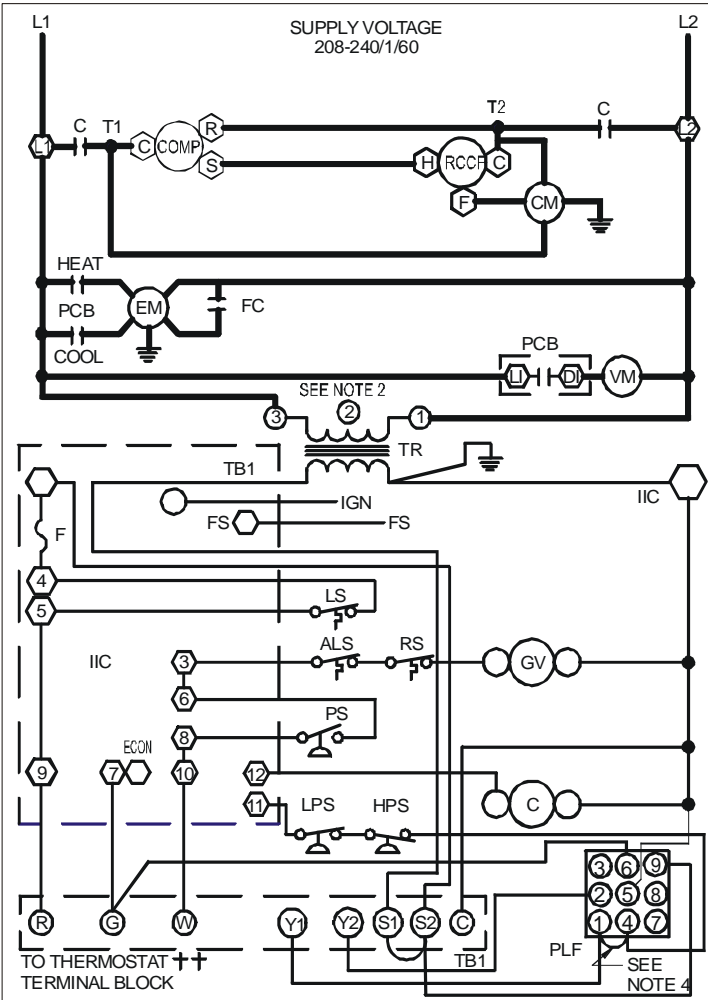 L1
SUPPLY VOLTAGE
L2
208-240/1/60
C T1 R T2 C
L1 C COMP S H RCCF C L2
F CM
HEAT
PCB EM FC
COOL
PCB
LI DI VM
SEE NOTE 2
3 2 1
TR
TB1
IGN IIC
FS FS
F
4
5 LS
IIC 3 ALS RS GV
6
8 PS
ECON
9 7 10 12 C
11 LPS HPS
3 6 9
2 5 8
1 4 7
R G W Y1 Y2 S1 S2 C
TB1 PLF
TO THERMOSTAT ++
TERMINAL BLOCK
SEE
NOTE 4